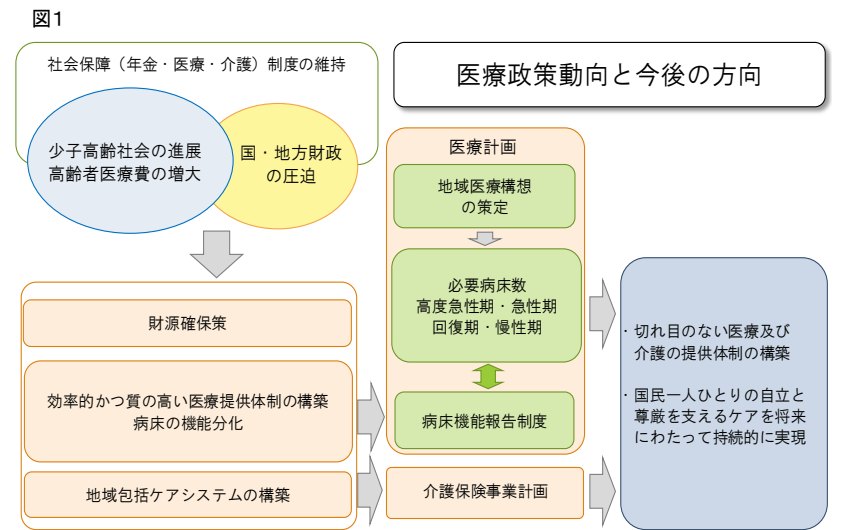 図1
社会保障（年金・医療・介護）制度の維持
医療政策動向と今後の方向
少子高齢社会の進展
高齢者医療費の増大
国・地方財政
の圧迫
医療計画
地域医療構想
の策定
必要病床数
高度急性期・急性期
回復期・慢性期
病床機能報告制度
財源確保策
効率的かつ質の高い医療提供体制の構築
病床の機能分化
地域包括ケアシステムの構築
介護保険事業計画
・切れ目のない医療及び
介護の提供体制の構築
・国民一人ひとりの自立と
尊厳を支えるケアを将来
にわたって持続的に実現